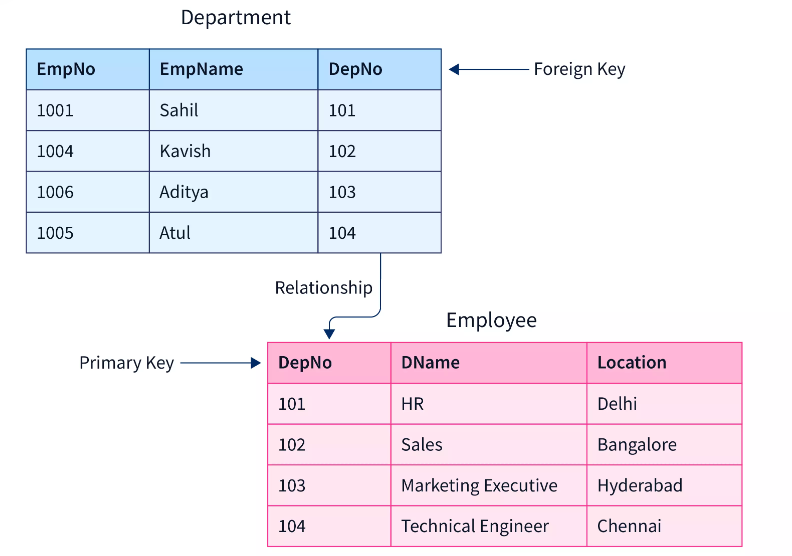 Department
EmpNo EmpName DepNo
Foreign Key
1001 Sahil 101
1004 Kavish 102
1006 Aditya 103
1005 Atul 104
Relationship
Employee
Primary Key
DepNo DName Location
101 HR Delhi
102 Sales Bangalore
103 Marketing Executive Hyderabad
104 Technical Engineer Chennai